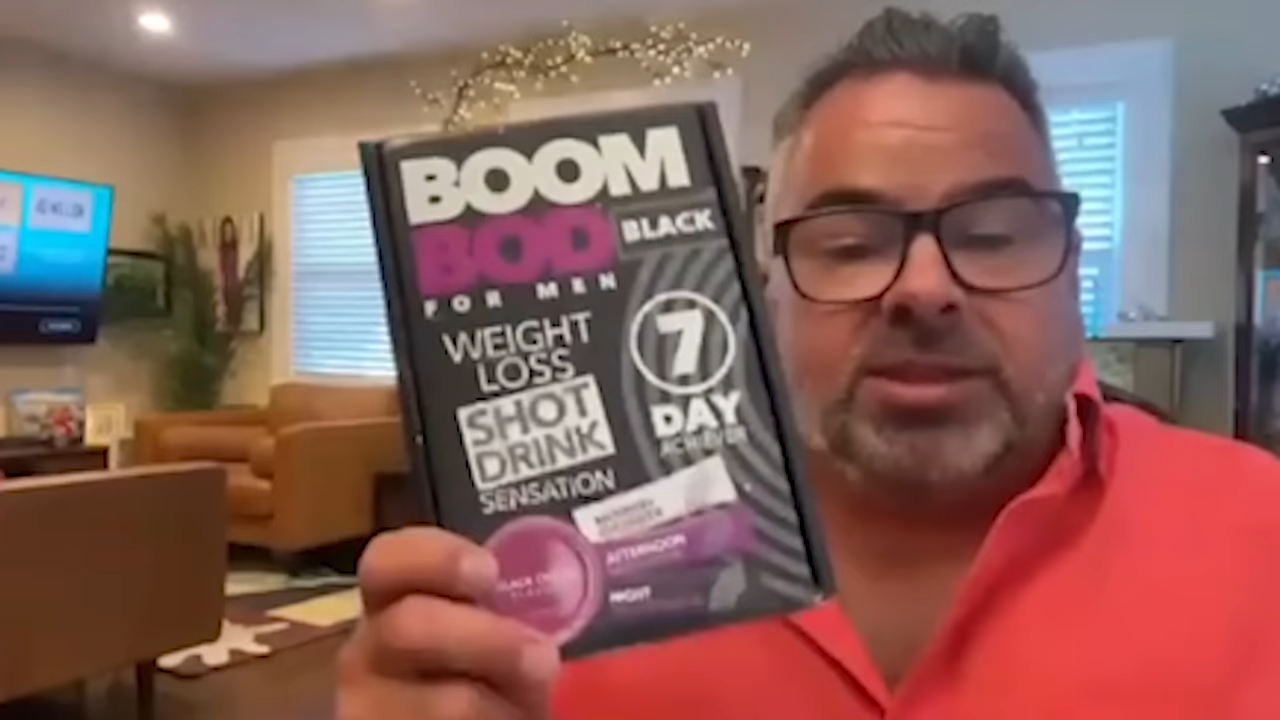 BOOM
BOD BLACK
FOR MEN
WEIGHT
LOSS
SHOT
DRINK
SENSATION
7
DAY
AFTERNOON
NIGHT